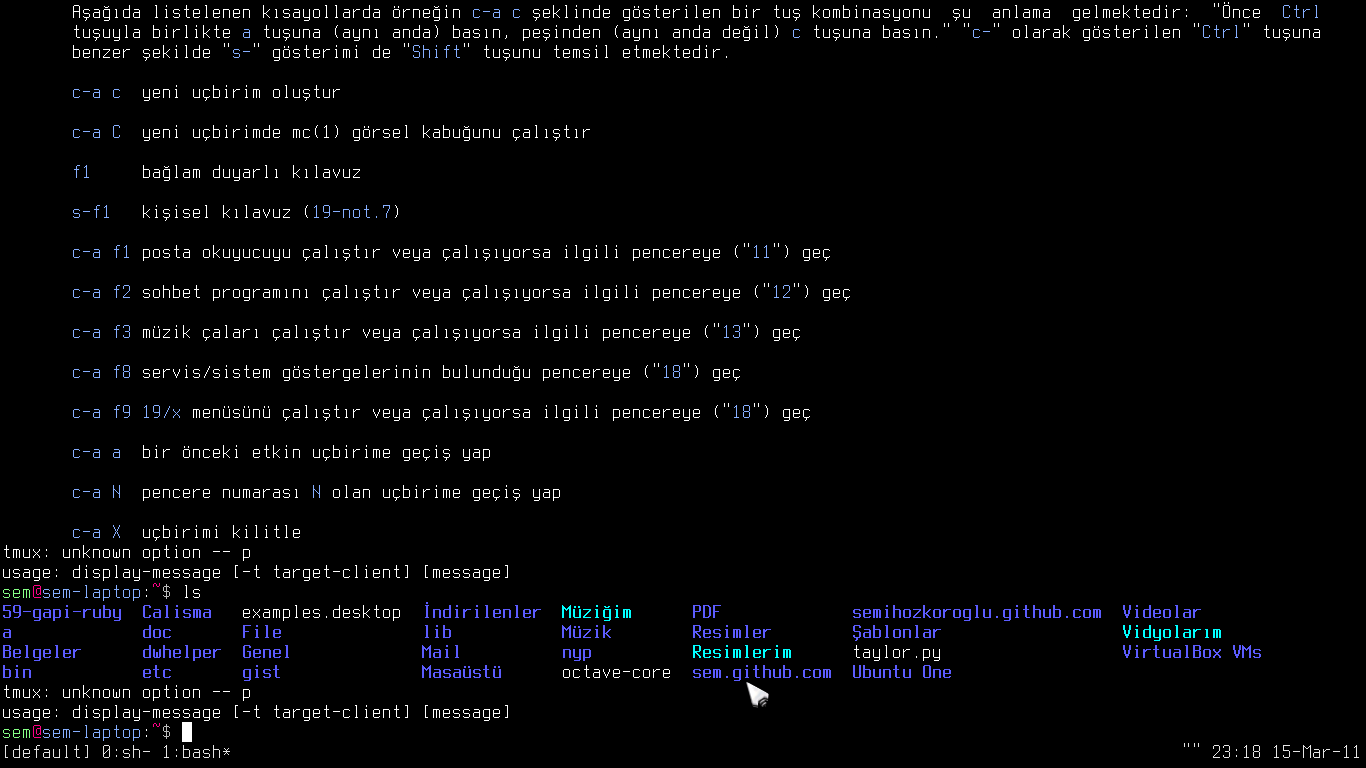 Aşağıda listelenen kısayollarda örneğin c-a c şeklinde gösterilen bir tuş kombinasyonu şu anlama gelmektedir: "Önce Ctrl
tuşuyla birlikte a tuşuna (aynı anda) basın, peşinden (aynı anda değil) c tuşuna basın." "c-" olarak gösterilen "Ctrl" tuşuna
benzer şekilde "s-" gösterimi de "Shift" tuşunu temsil etmektedir.
c-a c yeni uçbirim oluştur
c-a C yeni uçbirimde mc(1) görsel kabuğunu çalıştır
f1 bağlam duyarlı kılavuz
s-f1 kişisel kılavuz (19-not.7)
c-a f1 posta okuyucuyu çalıştır veya çalışıyorsa ilgili pencereye ("11") geç
c-a f2 sohbet programını çalıştır veya çalışıyorsa ilgili pencereye ("12") geç
c-a f3 müzik çaları çalıştır veya çalışıyorsa ilgili pencereye ("13") geç
c-a f8 servis/sistem göstergelerinin bulunduğu pencereye ("18") geç
c-a f9 19/x menüsünü çalıştır veya çalışıyorsa ilgili pencereye ("18") geç
c-a a bir önceki etkin uçbirime geçiş yap
c-a N pencere numarası N olan uçbirime geçiş yap
c-a X uçbirimi kilitle
tmux: unknown option -- p
usage: display-message [-t target-client] [message]
sem@sem-laptop:~$ ls
59-gapi-ruby Calisma examples.desktop İndirilenler Müziğim PDF semihozkoroglu.github.com Videolar
a doc File lib Müzik Resimler Şablonlar Vidyolarım
Belgeler dwhelper Genel Mail nyp Resimlerim taylor.py VirtualBox VMs
bin etc gist Masaüstü octave-core sem.github.com Ubuntu One
tmux: unknown option -- p
usage: display-message [-t target-client] [message]
sem@sem-laptop:~$
[default] 0:sh- 1:bash* "" 23:18 15-Mar-11